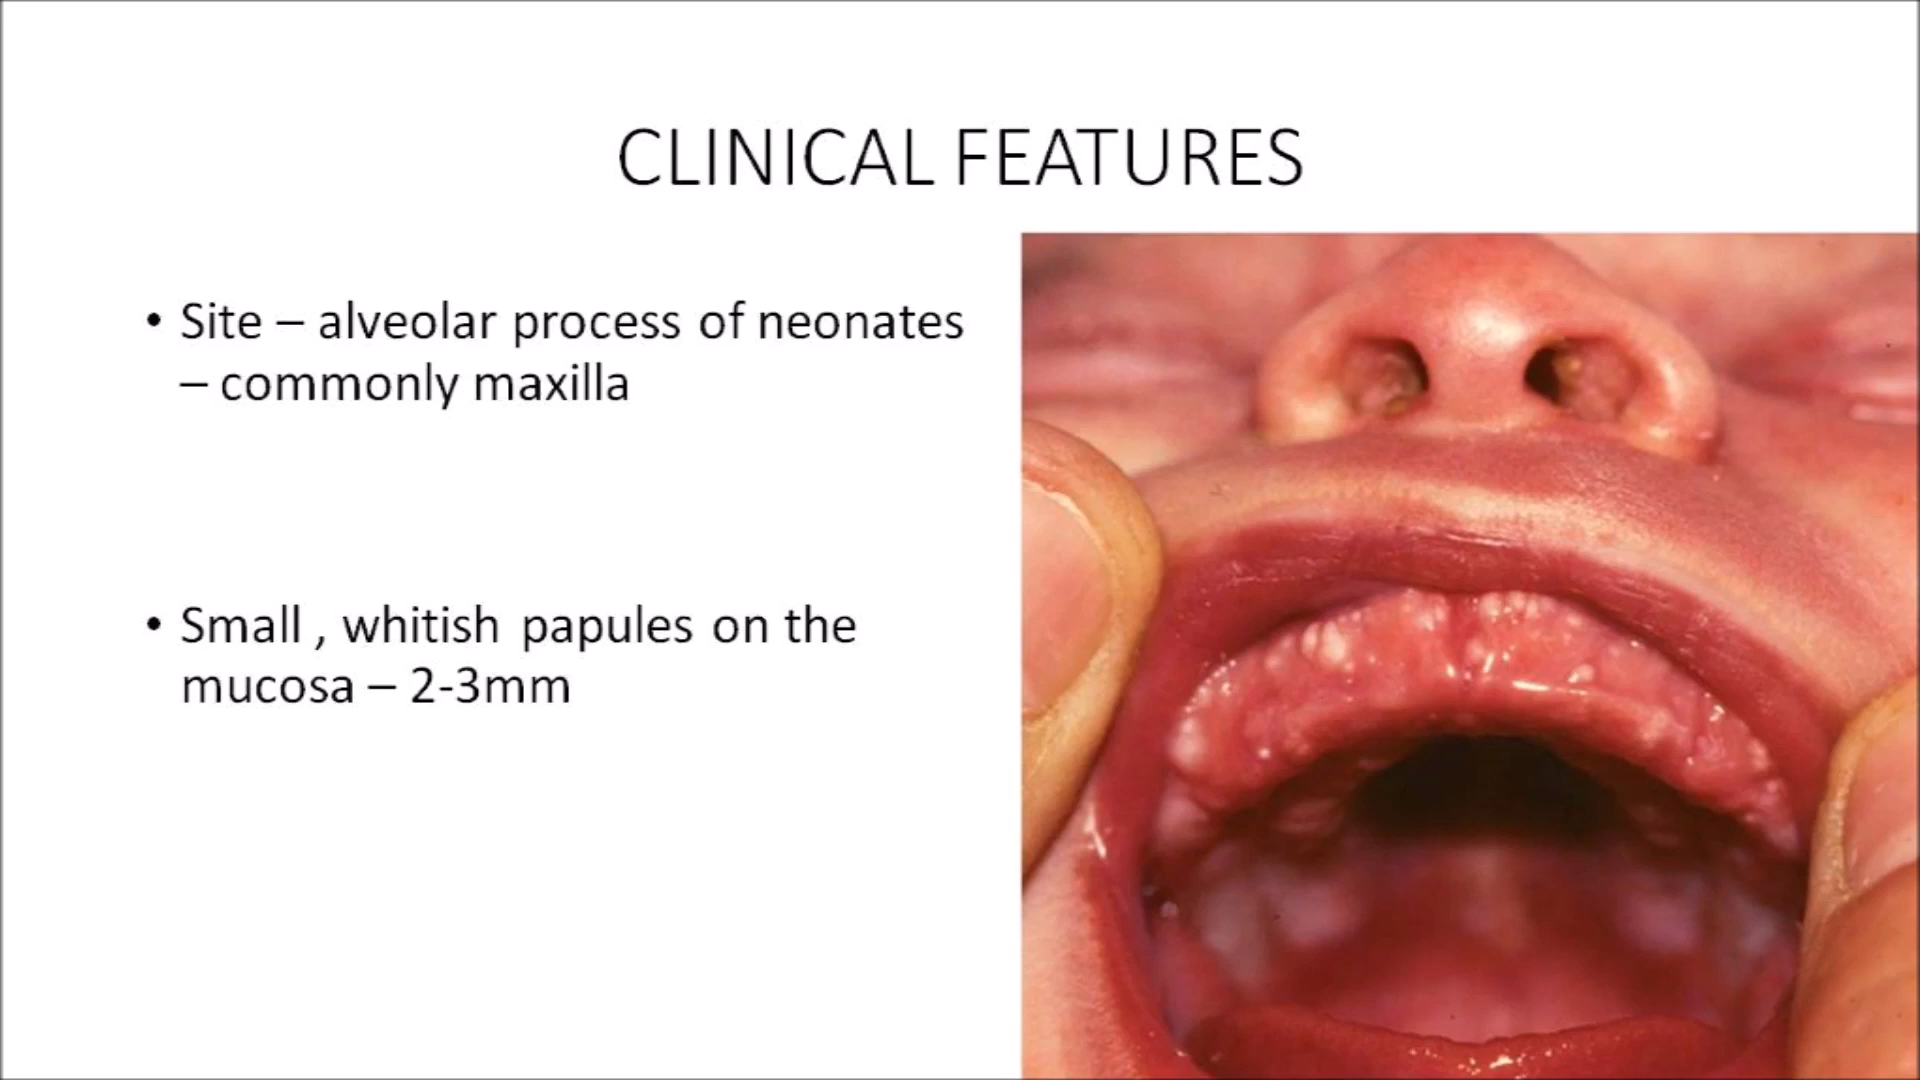 CLINICAL FEATURES
• Site – alveolar process of neonates
– commonly maxilla
• Small , whitish papules on the
mucosa – 2-3mm